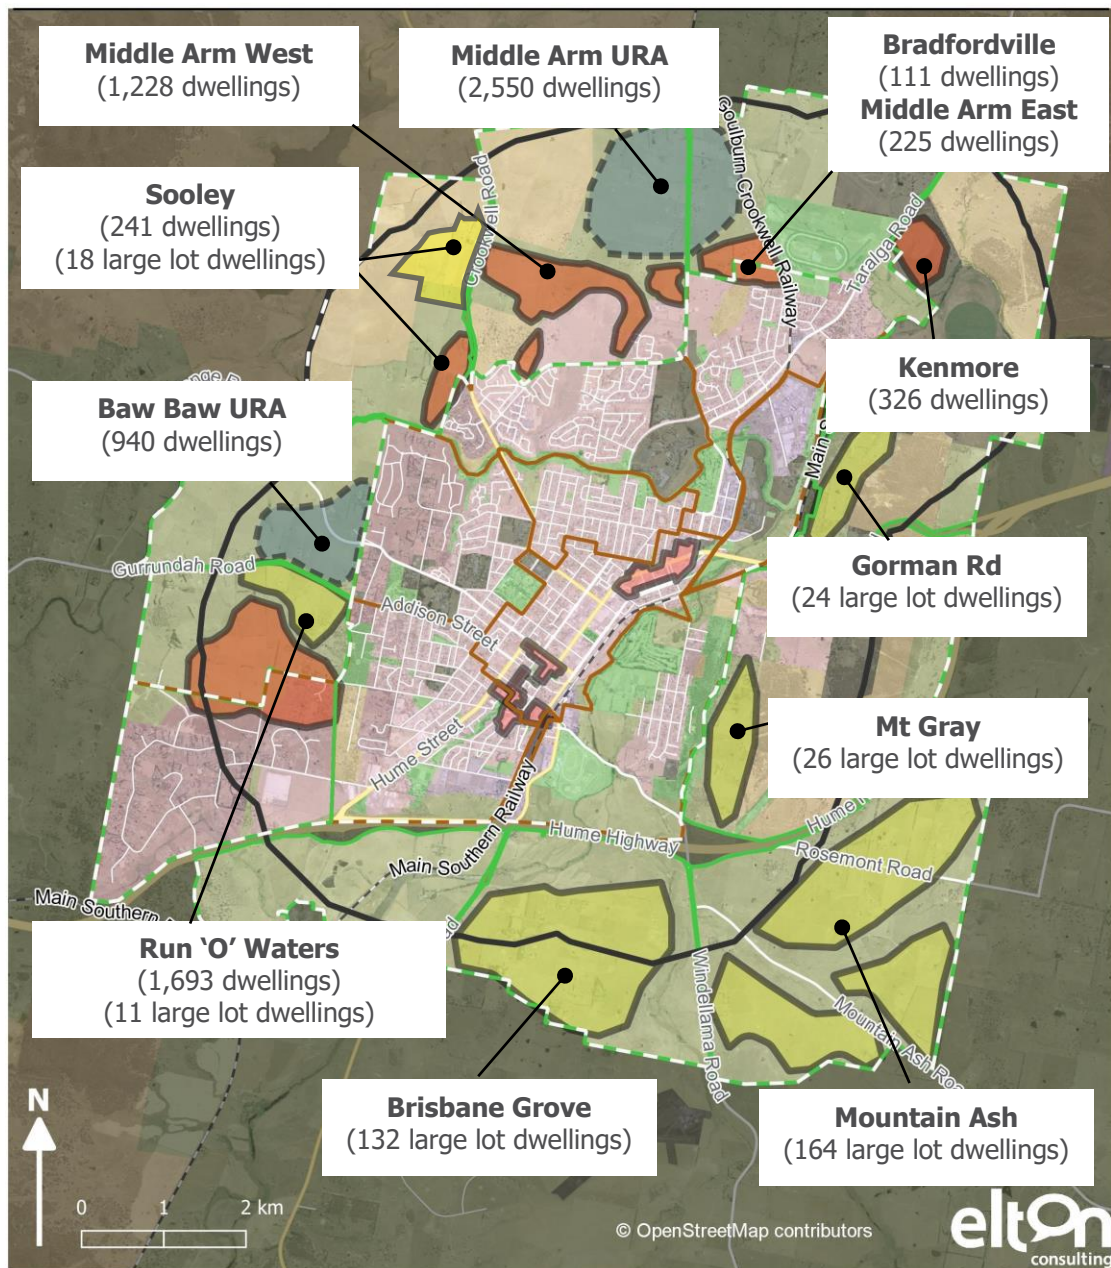 Middle Arm West
(1,228 dwellings)
Middle Arm URA
(2,550 dwellings)
Bradfordville
(111 dwellings)
Middle Arm East
(225 dwellings)
Sooley
(241 dwellings)
(18 large lot dwellings)
Crookwell Road
Goulburn Crookwell Railway
Taralga Road
Kenmore
(326 dwellings)
Baw Baw URA
(940 dwellings)
Gurrundah Road
Addison Street
Gorman Rd
(24 large lot dwellings)
Mt Gray
(26 large lot dwellings)
Hume Street
Main Southern Railway
Hume Highway
Hume
Rosemont Road
Main Southern
Run ‘O’ Waters
(1,693 dwellings)
(11 large lot dwellings)
Windellama Road
Mountain Ash
Brisbane Grove
(132 large lot dwellings)
Mountain Ash
(164 large lot dwellings)
N
0 2 km
© OpenStreetMap contributors
elton
consulting